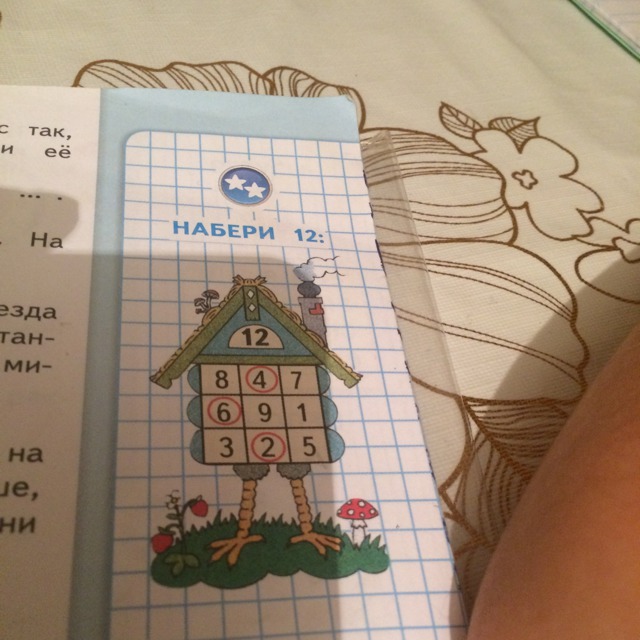 с так,
и её
... .
. На
езда
тан-
ми-
на
ше,
ни
НАБЕРИ 12:
12
8 4 7
6 9 1
3 2 5